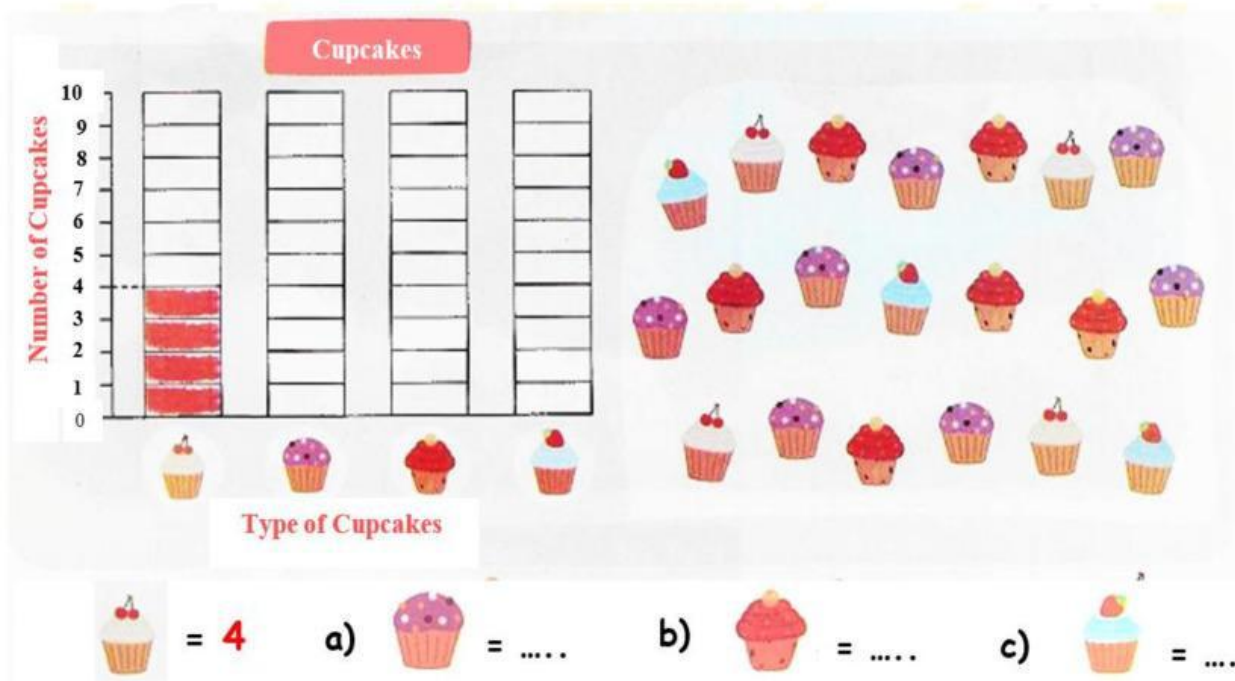 Cupcakes
Number of Cupcakes
10
9
8
7
6
5
4
3
2
1
0
Type of Cupcakes
= 4 a) = ..... b) = ..... c) = ....